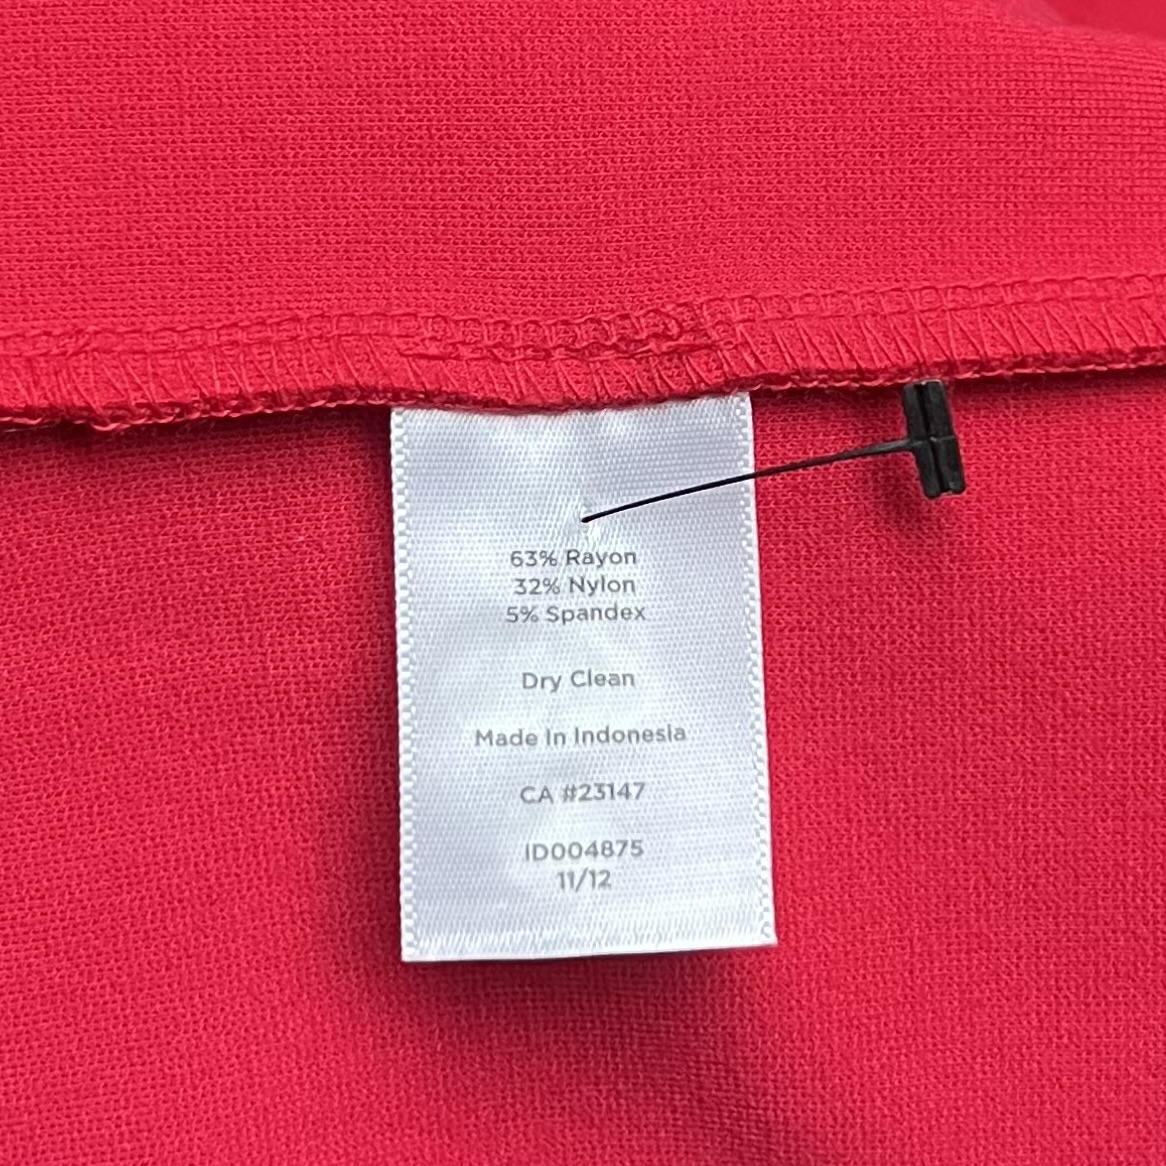 63% Rayon
32% Nylon
5% Spandex
Dry Clean
Made In Indonesia
CA #23147
ID004875
11/12